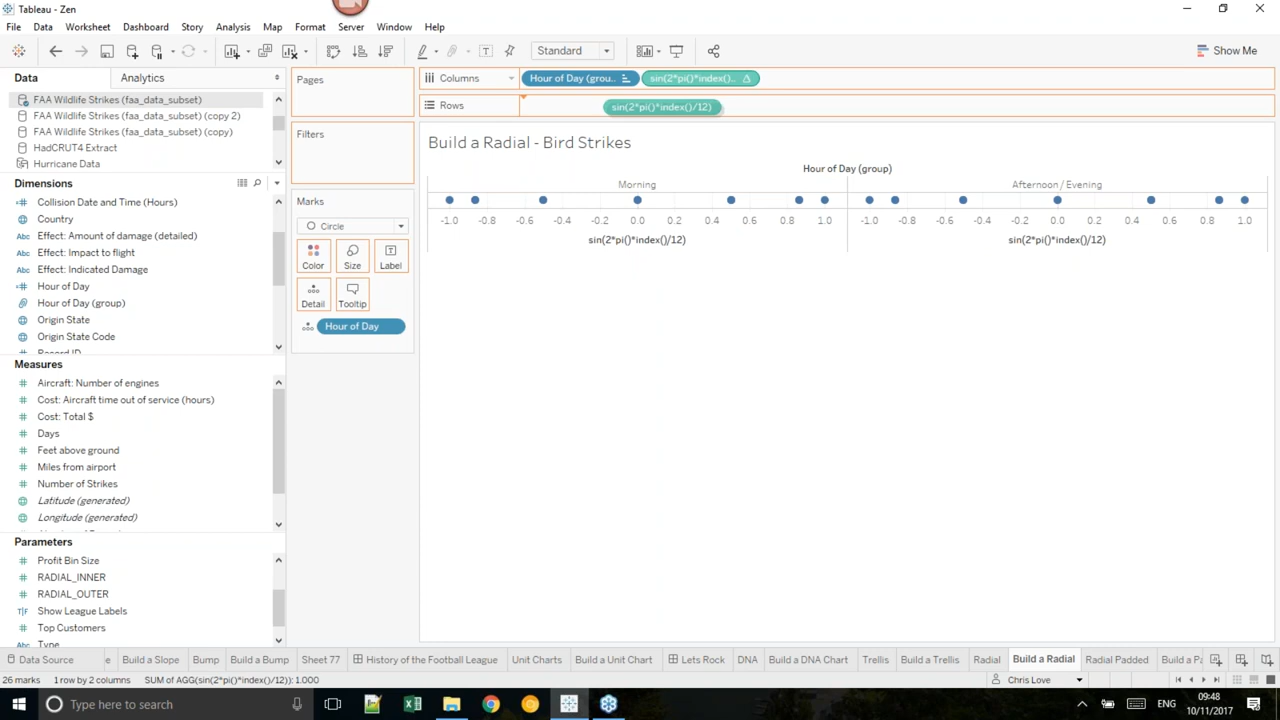 Tableau - Zen
File Data Worksheet Dashboard Story Analysis Map Format Server Window Help
Standard
Show Me
Data Analytics
FAA Wildlife Strikes (faa_data_subset)
FAA Wildlife Strikes (faa_data_subset) (copy 2)
FAA Wildlife Strikes (faa_data_subset) (copy)
HadCRUT4 Extract
Hurricane Data
Dimensions
Collision Date and Time (Hours)
Country
Abc Effect: Amount of damage (detailed)
Abc Effect: Impact to flight
Abc Effect: Indicated Damage
Hour of Day
Hour of Day (group)
Origin State
Origin State Code
Record ID
Measures
Aircraft: Number of engines
Cost: Aircraft time out of service (hours)
Cost: Total $
Days
Feet above ground
Miles from airport
Number of Strikes
Latitude (generated)
Longitude (generated)
Parameters
Profit Bin Size
RADIAL_INNER
RADIAL_OUTER
T|F Show League Labels
Top Customers
Abc Type
Pages
Filters
Marks
Circle
Color Size Label
Detail Tooltip
Hour of Day
Columns Hour of Day (grou.. sin(2*pi()*index()..
Rows sin(2*pi()*index()/12)
Build a Radial - Bird Strikes
Hour of Day (group)
Morning Afternoon / Evening
-1.0 -0.8 -0.6 -0.4 -0.2 0.0 0.2 0.4 0.6 0.8 1.0 -1.0 -0.8 -0.6 -0.4 -0.2 0.0 0.2 0.4 0.6 0.8 1.0
sin(2*pi()*index()/12) sin(2*pi()*index()/12)
Data Source e Build a Slope Bump Build a Bump Sheet 77 History of the Football League Unit Charts Build a Unit Chart Lets Rock DNA Build a DNA Chart Trellis Build a Trellis Radial Build a Radial Radial Padded Build a Pa
26 marks 1 row by 2 columns SUM of AGG(sin(2*pi()*index()/12)): 1.000 Chris Love
Type here to search
ENG
09:48
10/11/2017